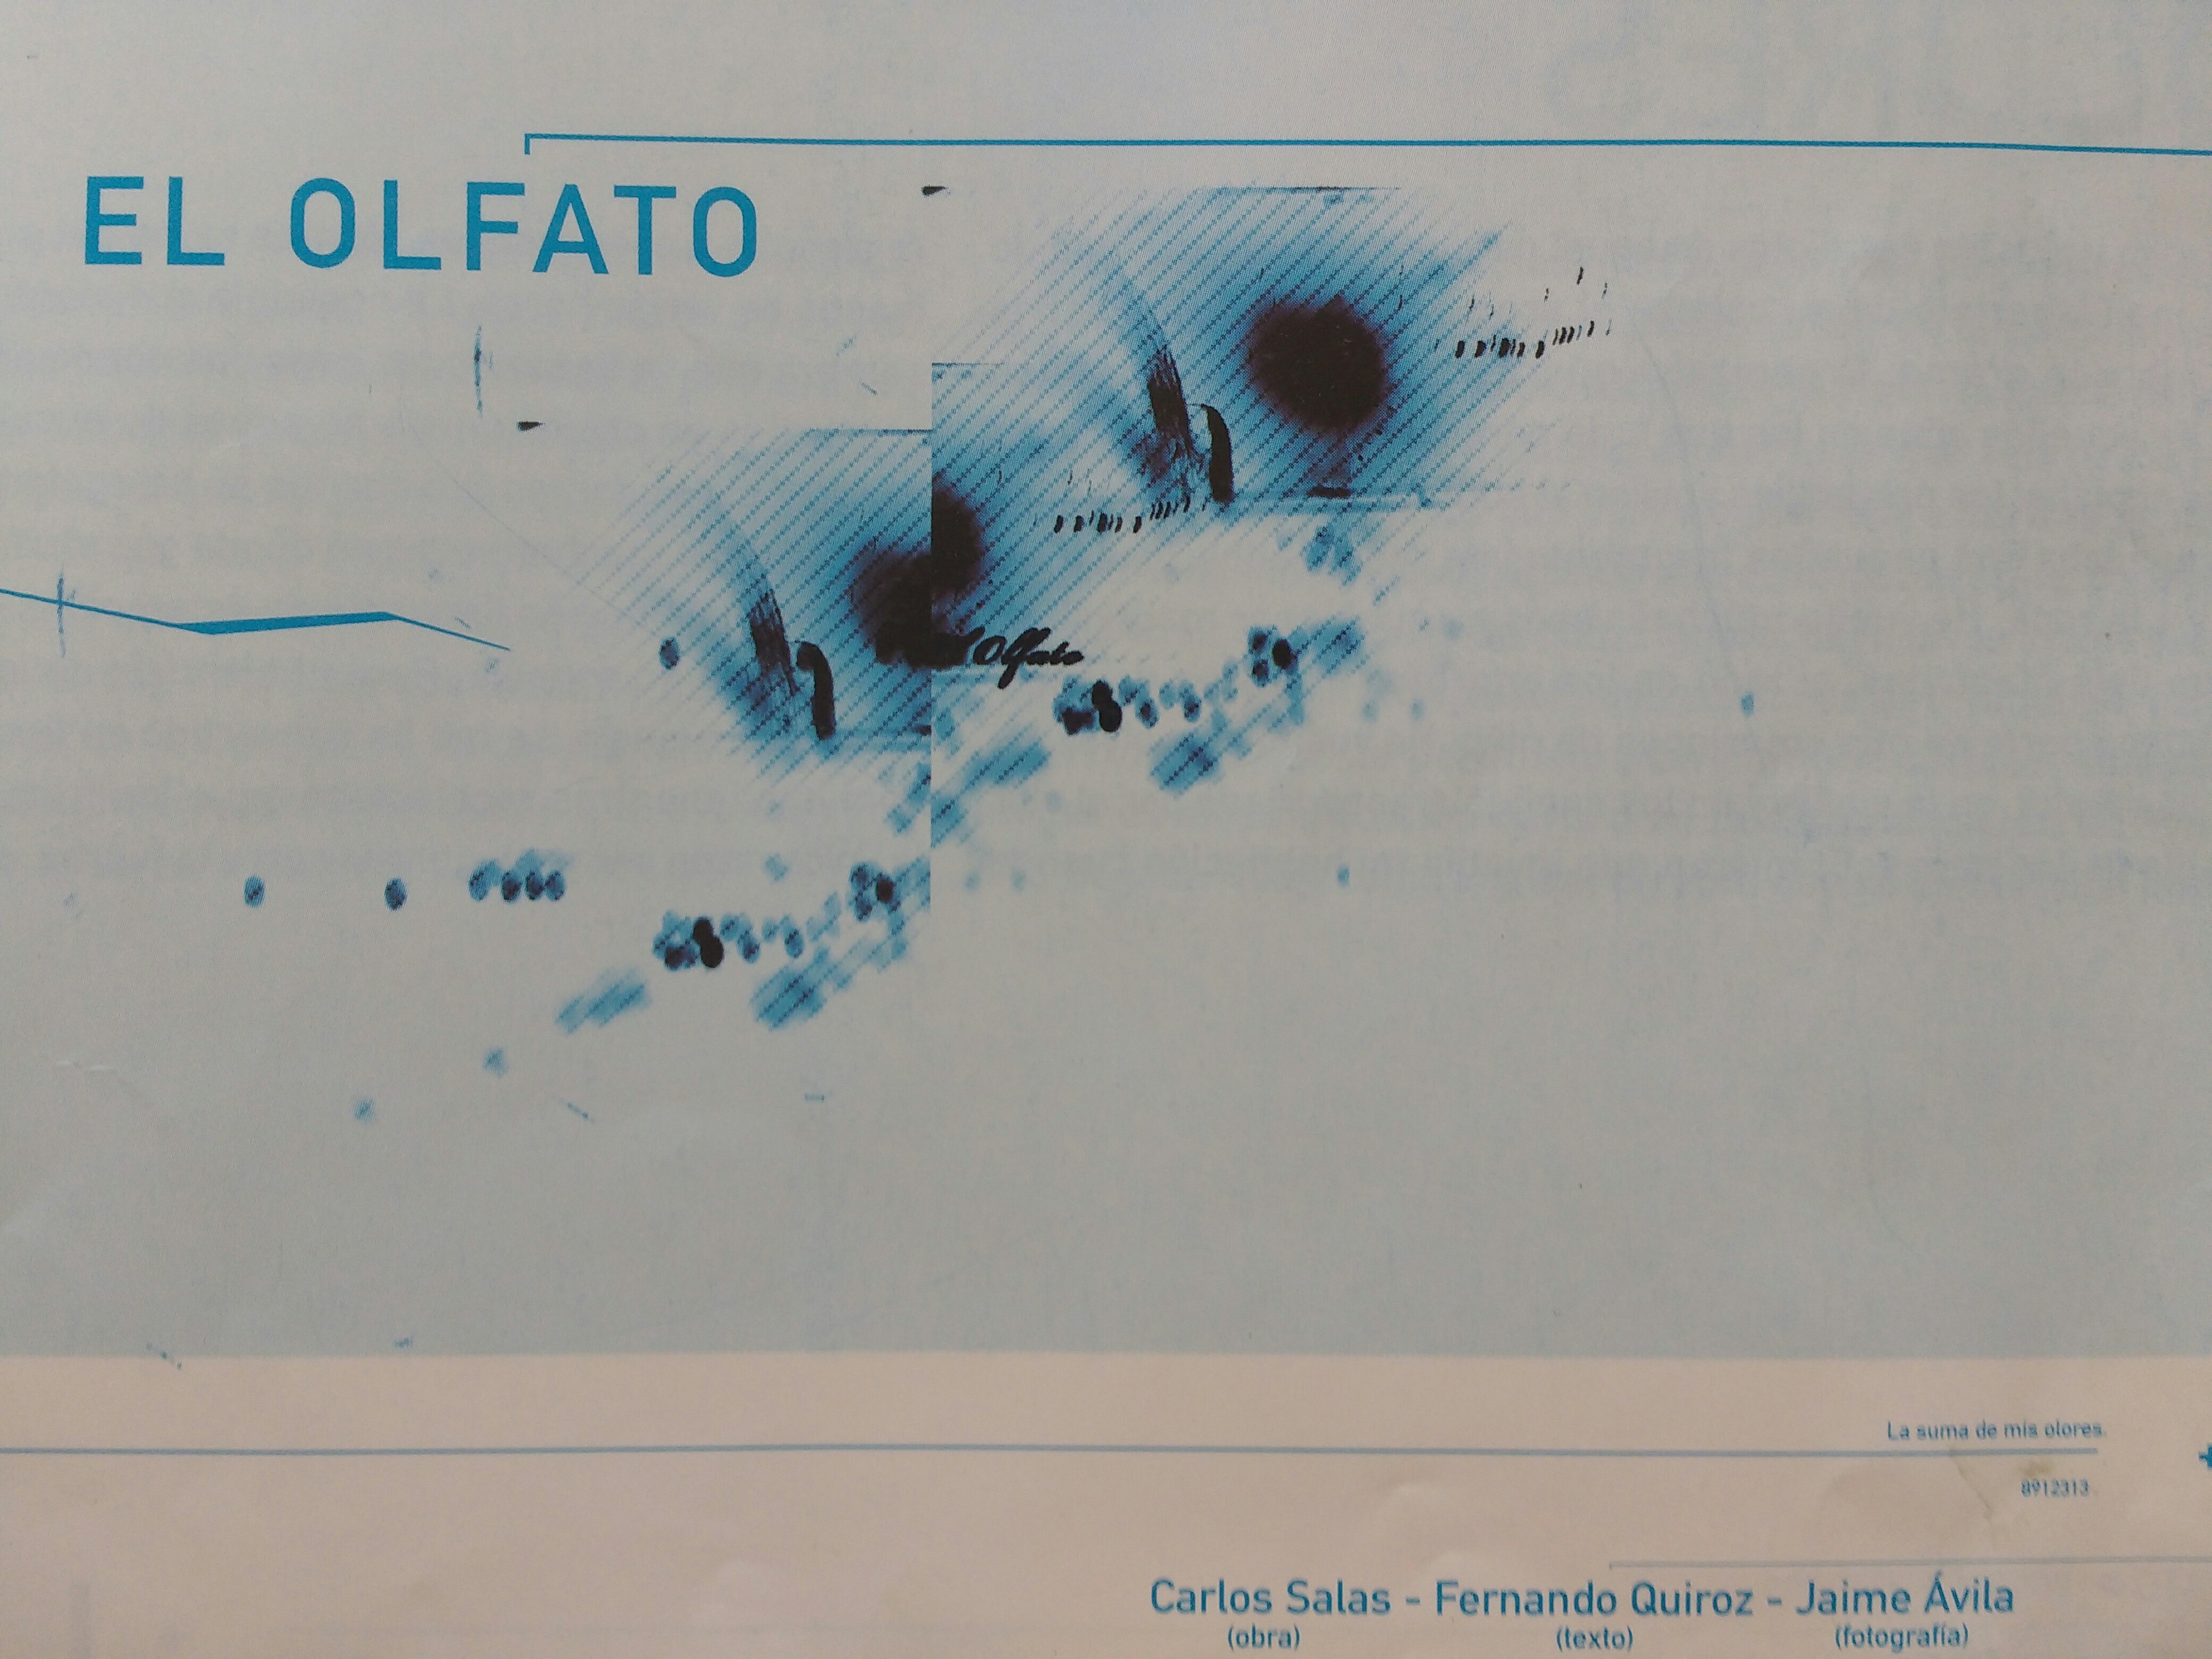 EL OLFATO
Olfato
La suma de mis olores.
8912313
Carlos Salas - Fernando Quiroz - Jaime Ávila
(obra) (texto) (fotografía)